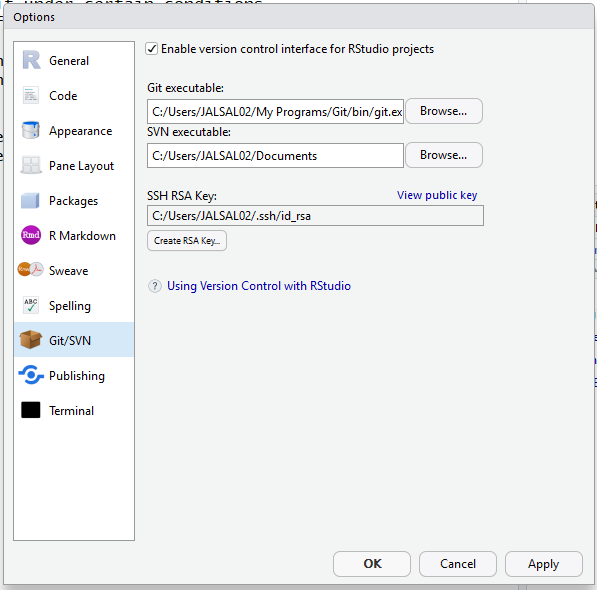 Options
General
Code
Appearance
Pane Layout
Packages
Rmd R Markdown
Sweave
ABC Spelling
Git/SVN
Publishing
Terminal
Enable version control interface for RStudio projects
Git executable:
C:/Users/JALSAL02/My Programs/Git/bin/git.ex Browse...
SVN executable:
C:/Users/JALSAL02/Documents Browse...
SSH RSA Key: View public key
C:/Users/JALSAL02/.ssh/id_rsa
Create RSA Key...
? Using Version Control with RStudio
OK Cancel Apply